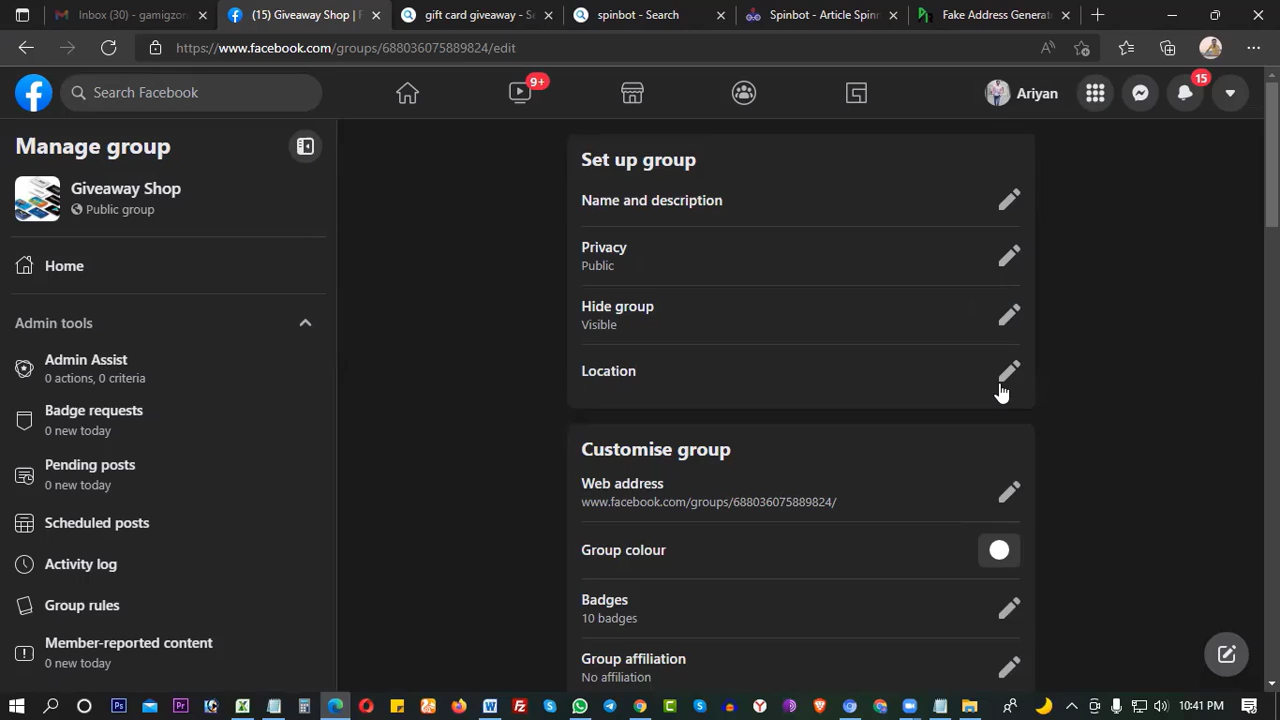 Inbox (30) - gamigzon
(15) Giveaway Shop | F
gift card giveaway - Se
spinbot - Search
Spinbot - Article Spinn
Fake Address Generat
https://www.facebook.com/groups/688036075889824/edit
Search Facebook
9+
Ariyan
15
Manage group
Giveaway Shop
Public group
Home
Admin tools
Admin Assist
0 actions, 0 criteria
Badge requests
0 new today
Pending posts
0 new today
Scheduled posts
Activity log
Group rules
Member-reported content
0 new today
Set up group
Name and description
Privacy
Public
Hide group
Visible
Location
Customise group
Web address
www.facebook.com/groups/688036075889824/
Group colour
Badges
10 badges
Group affiliation
No affiliation
10:41 PM